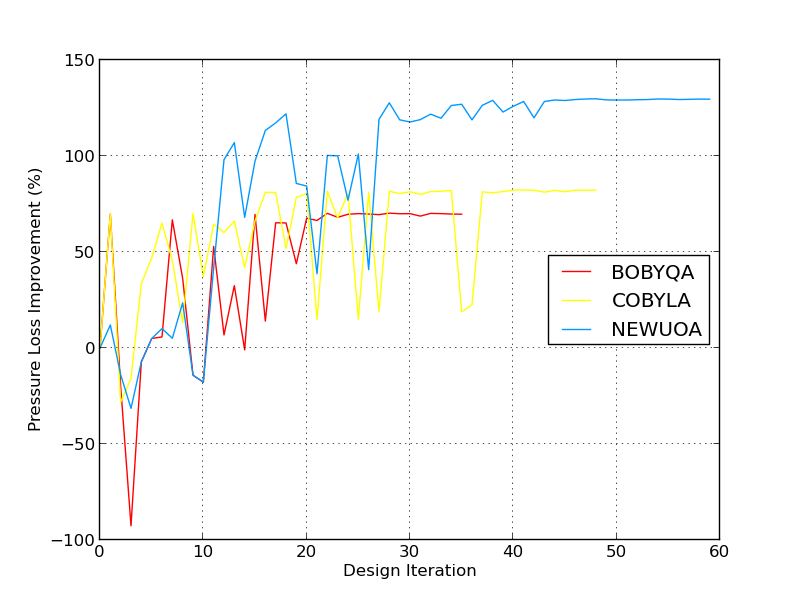 150
100
50
0
−50
−100
Pressure Loss Improvement (%)
BOBYQA
COBYLA
NEWUOA
0 10 20 30 40 50 60
Design Iteration